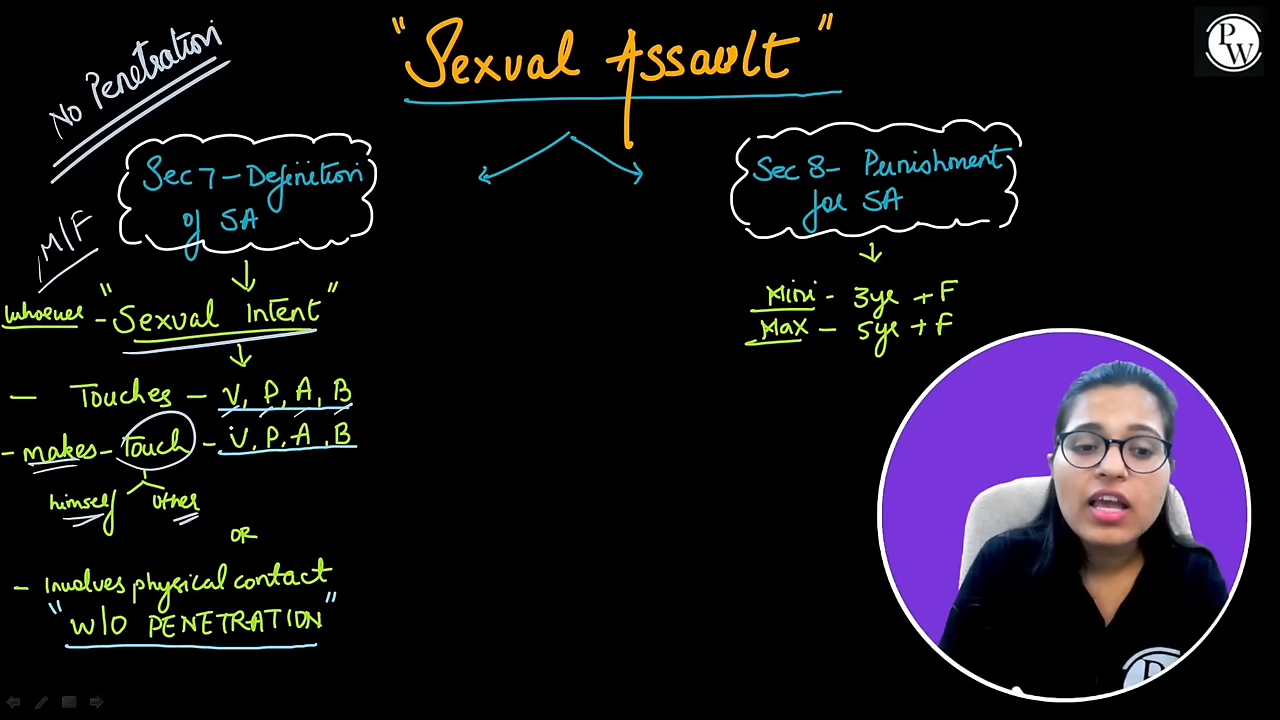 "Sexual Assault"
No Penetration
Sec 7 - Definition
of SA
M/F
Whoever - "Sexual Intent"
- Touches - V, P, A, B
- makes - Touch - V, P, A, B
himself other
OR
- Involves physical contact
"W/O PENETRATION"
Sec 8 - Punishment
for SA
Mini - 3yr + F
Max - 5yr + F
PW